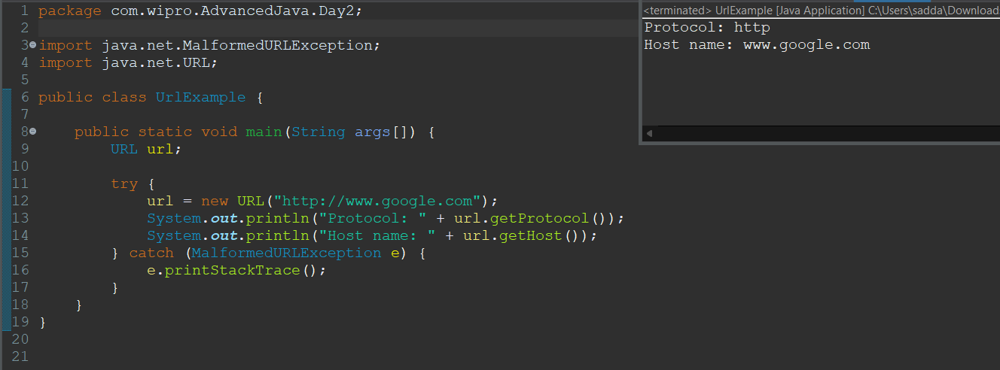 1 package com.wipro.AdvancedJava.Day2;
2
3 import java.net.MalformedURLException;
4 import java.net.URL;
5
6 public class UrlExample {
7
8     public static void main(String args[]) {
9         URL url;
10
11         try {
12             url = new URL("http://www.google.com");
13             System.out.println("Protocol: " + url.getProtocol());
14             System.out.println("Host name: " + url.getHost());
15         } catch (MalformedURLException e) {
16             e.printStackTrace();
17         }
18     }
19 }
20
21
<terminated> UrlExample [Java Application] C:\Users\sadda\Download
Protocol: http
Host name: www.google.com